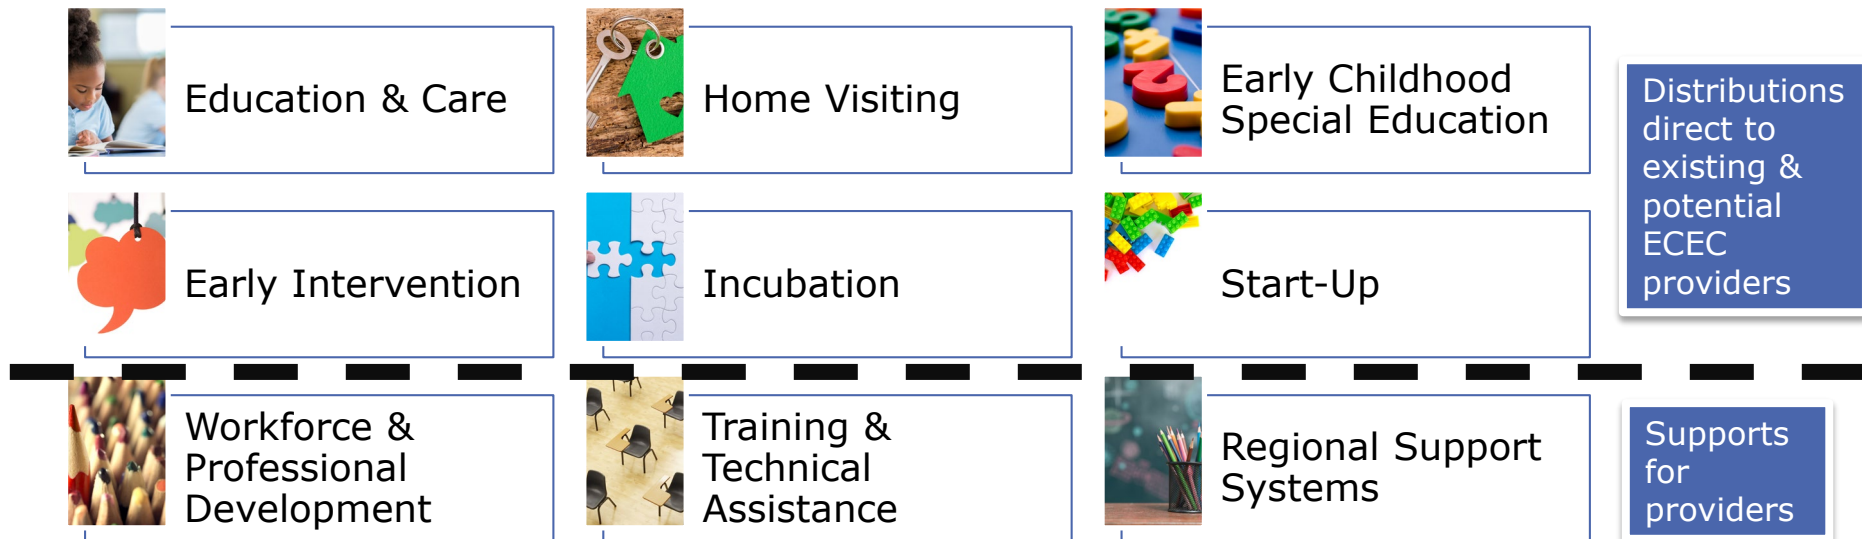 Education & Care
Home Visiting
Early Childhood
Special Education
Distributions
direct to
existing &
potential
ECEC
providers
Early Intervention
Incubation
Start-Up
Workforce &
Professional
Development
Training &
Technical
Assistance
Regional Support
Systems
Supports
for
providers